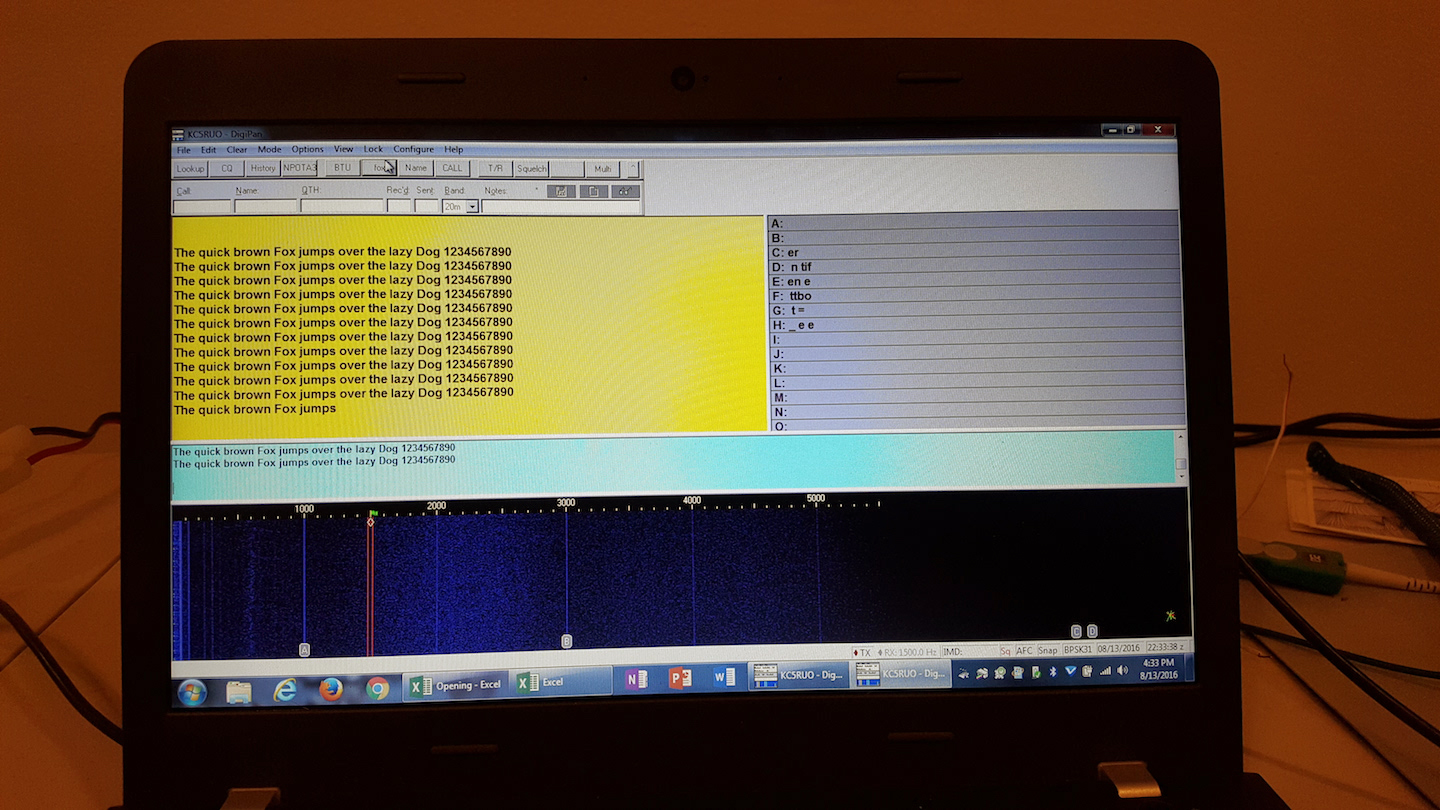 KC5RUO - DigiPan
File Edit Clear Mode Options View Lock Configure Help
Lookup CQ History NPOTA3 BTU fox Name CALL T/R Squelch Multi
Call: Name: QTH: Rec'd: Sent: Band: Notes:
20m
The quick brown Fox jumps over the lazy Dog 1234567890
The quick brown Fox jumps over the lazy Dog 1234567890
The quick brown Fox jumps over the lazy Dog 1234567890
The quick brown Fox jumps over the lazy Dog 1234567890
The quick brown Fox jumps over the lazy Dog 1234567890
The quick brown Fox jumps over the lazy Dog 1234567890
The quick brown Fox jumps over the lazy Dog 1234567890
The quick brown Fox jumps over the lazy Dog 1234567890
The quick brown Fox jumps over the lazy Dog 1234567890
The quick brown Fox jumps over the lazy Dog 1234567890
The quick brown Fox jumps over the lazy Dog 1234567890
The quick brown Fox jumps
A:
B:
C: er
D: n tif
E: en e
F: ttbo
G: t =
H: _ e e
I:
J:
K:
L:
M:
N:
O:
The quick brown Fox jumps over the lazy Dog 1234567890
The quick brown Fox jumps over the lazy Dog 1234567890
1000 2000 3000 4000 5000
A B C D
TX RX: 1500.0 Hz IMD: Sq AFC Snap BPSK31 08/13/2016 22:33:38 z
Opening - Excel Excel KC5RUO - Dig... KC5RUO - Dig... 4:33 PM
8/13/2016